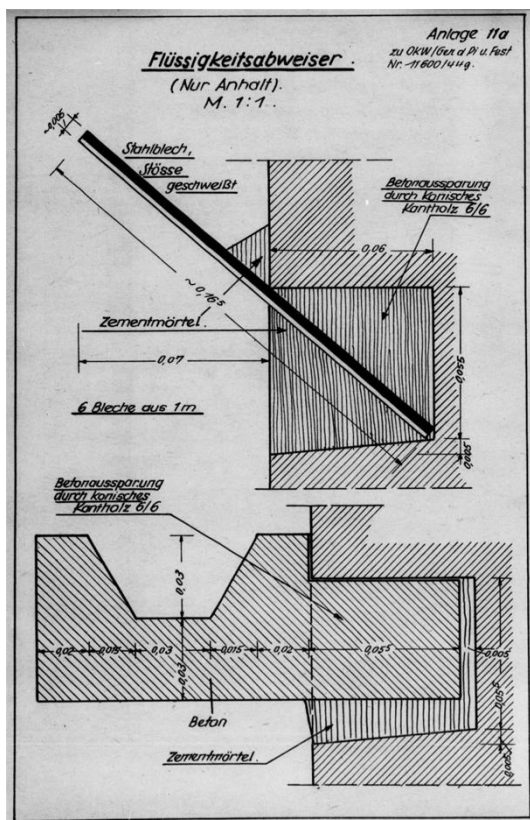 Anlage 11a
zu OKW/Gen d Pi u. Fest
Nr. 11600/44g.
Flüssigkeitsabweiser.
(Nur Anhalt).
M. 1:1.
~0,005
Stahlblech,
Stösse
geschweißt
Betonaussparung
durch konisches
Kantholz 6/6
0,06
~0,16⁵
Zementmörtel.
0,07
0,055
0,005
6 Bleche aus 1m
Betonaussparung
durch konisches
Kantholz 6/6
0,03
0,03
0,02
0,015
0,03
0,015
0,02
0,05⁵
0,005
0,05⁵
0,005
Beton
Zementmörtel.